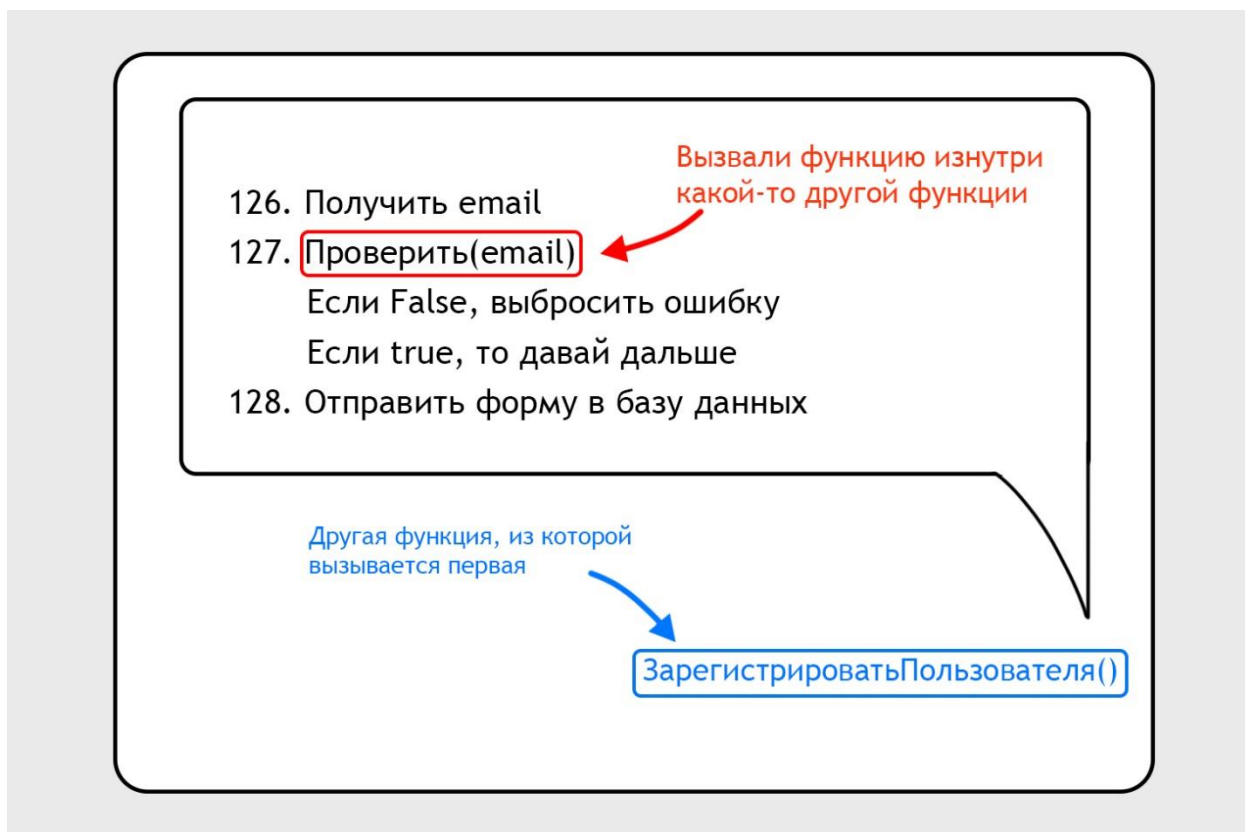 Вызвали функцию изнутри
какой-то другой функции
126. Получить email
127. Проверить(email)
Если False, выбросить ошибку
Если true, то давай дальше
128. Отправить форму в базу данных
Другая функция, из которой
вызывается первая
ЗарегистрироватьПользователя()